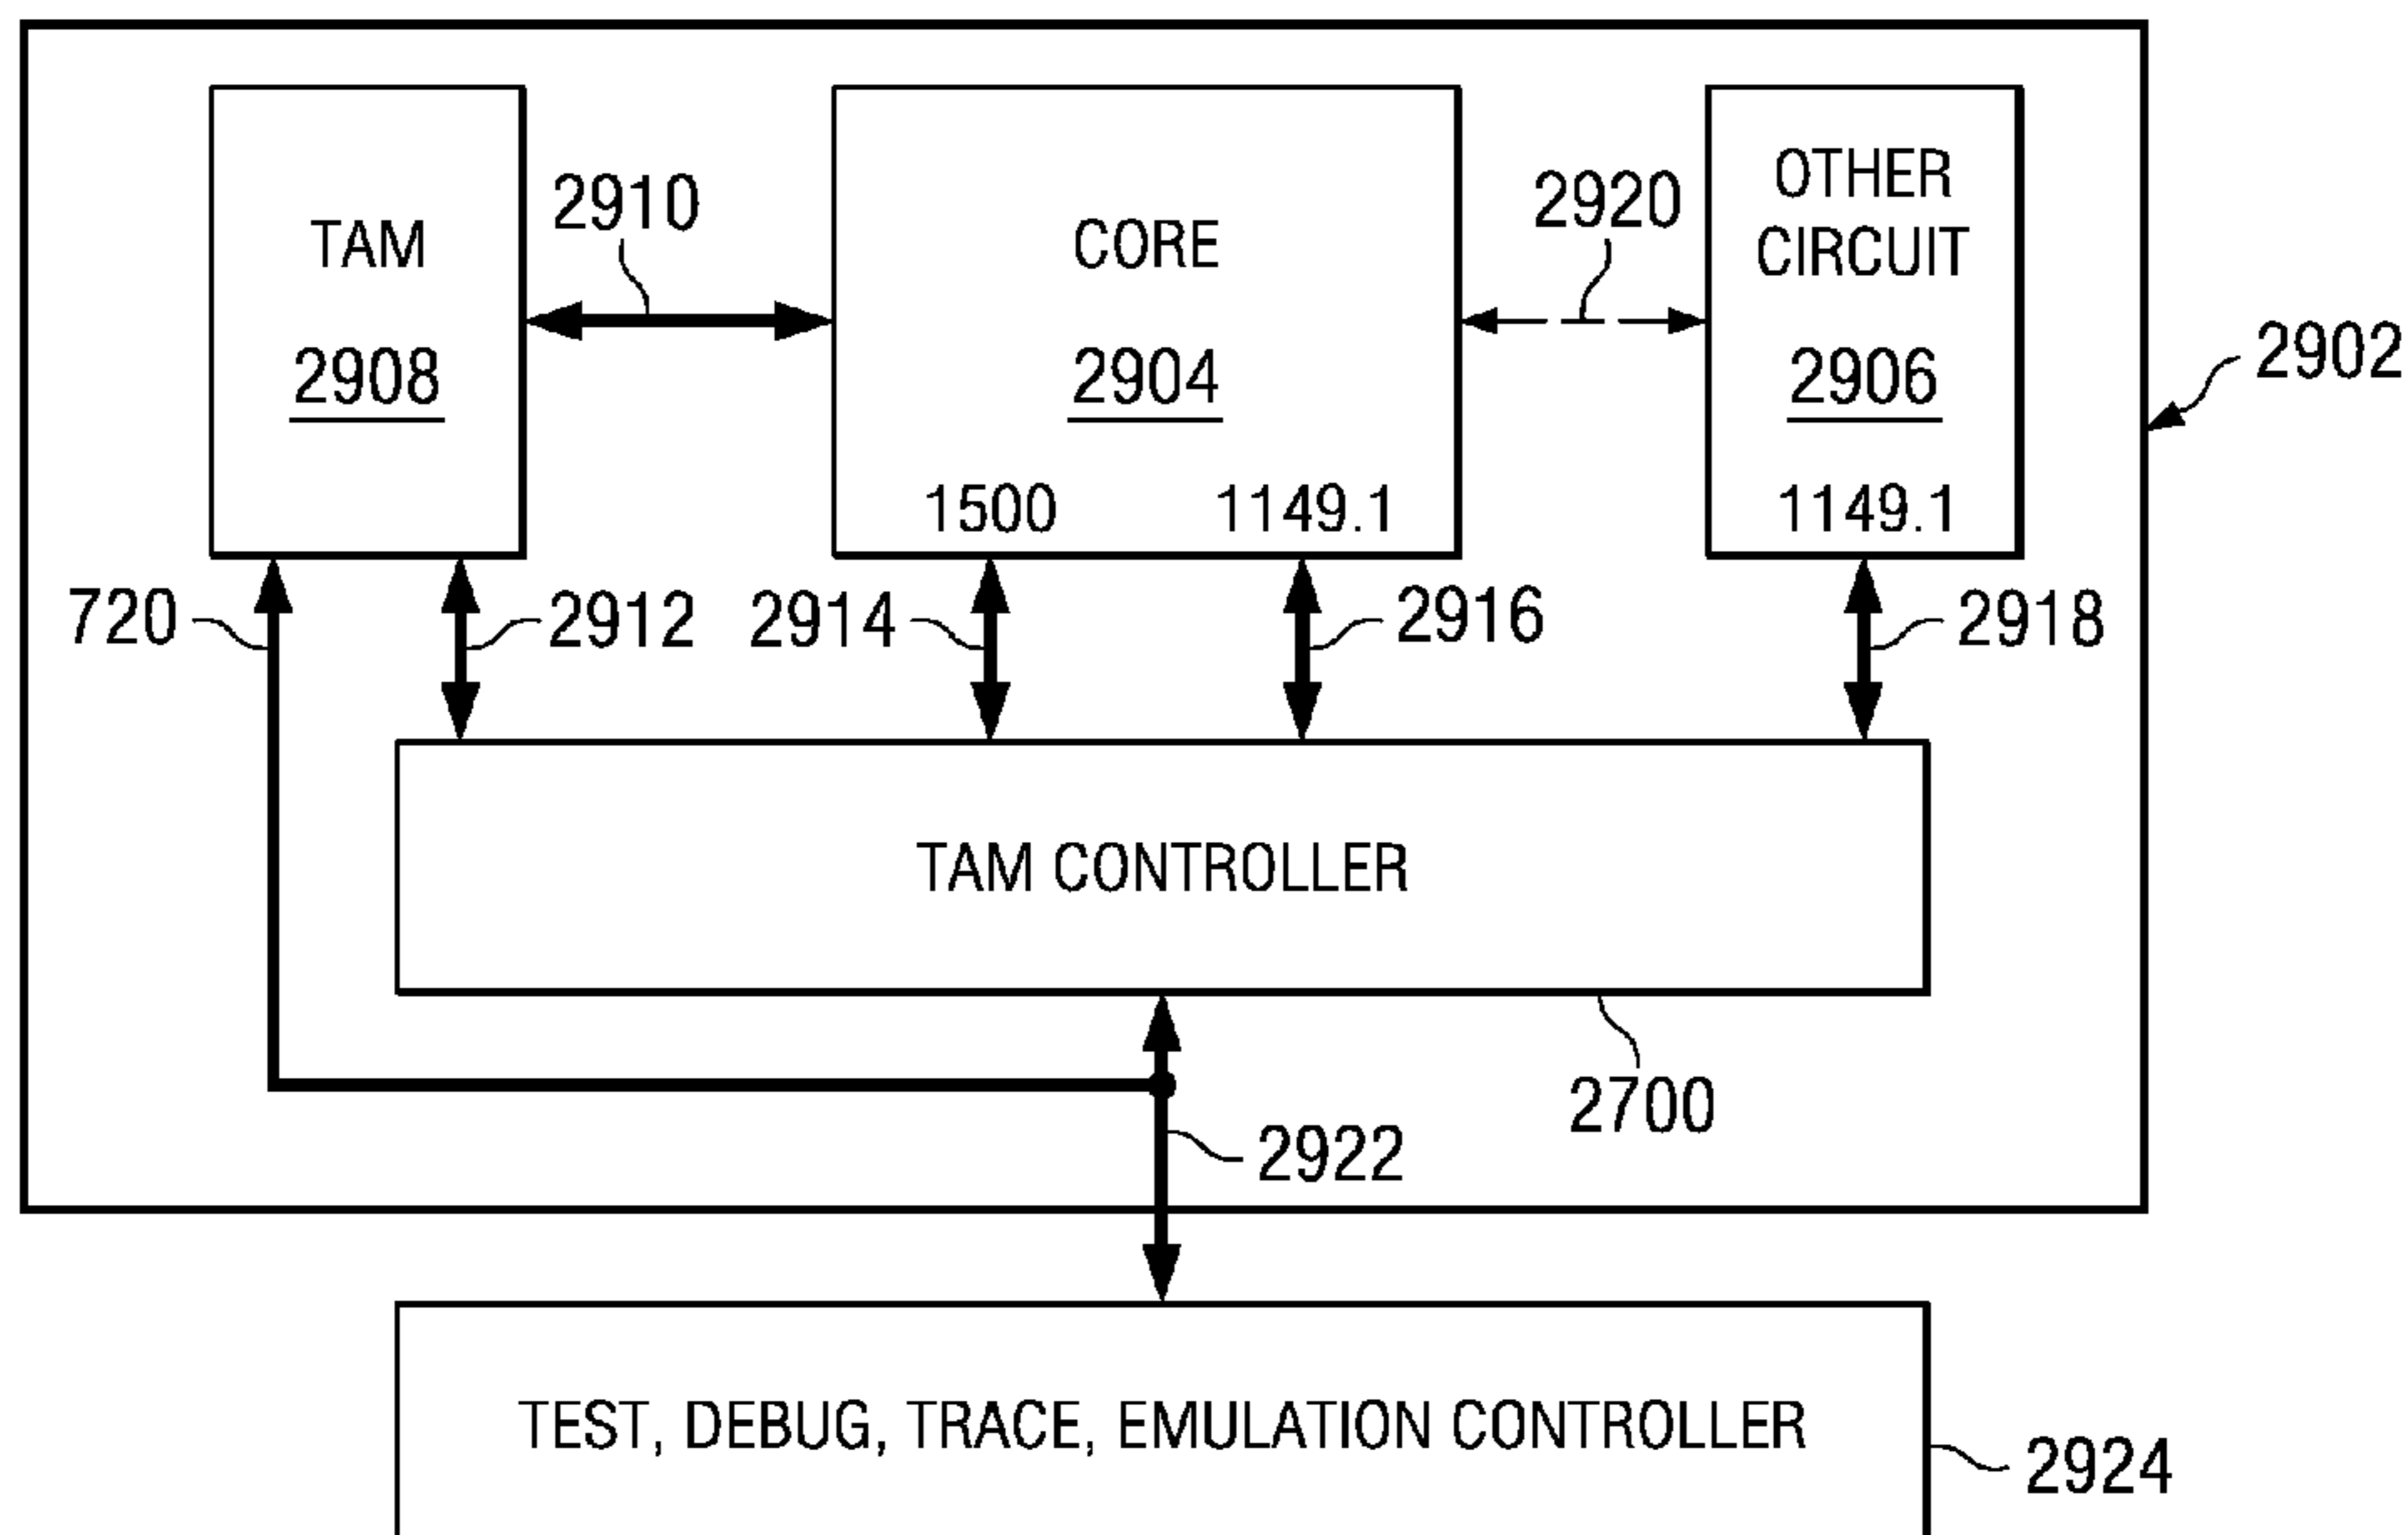 TAM
2908
2910
CORE
2904
1500 1149.1
2920
OTHER
CIRCUIT
2906
1149.1
2902
720
2912
2914
2916
2918
TAM CONTROLLER
2700
2922
TEST, DEBUG, TRACE, EMULATION CONTROLLER
2924